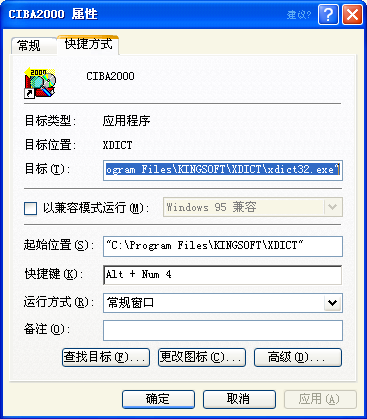 CIBA2000 属性
建议?
常规
快捷方式
2000
CIBA2000
目标类型: 应用程序
目标位置: XDICT
目标(T): ogram Files\KINGSOFT\XDICT\xdict32.exe"
以兼容模式运行(M): Windows 95 兼容
起始位置(S): "C:\Program Files\KINGSOFT\XDICT"
快捷键(K): Alt + Num 4
运行方式(R): 常规窗口
备注(O):
查找目标(F)... 更改图标(C)... 高级(D)...
确定 取消 应用(A)